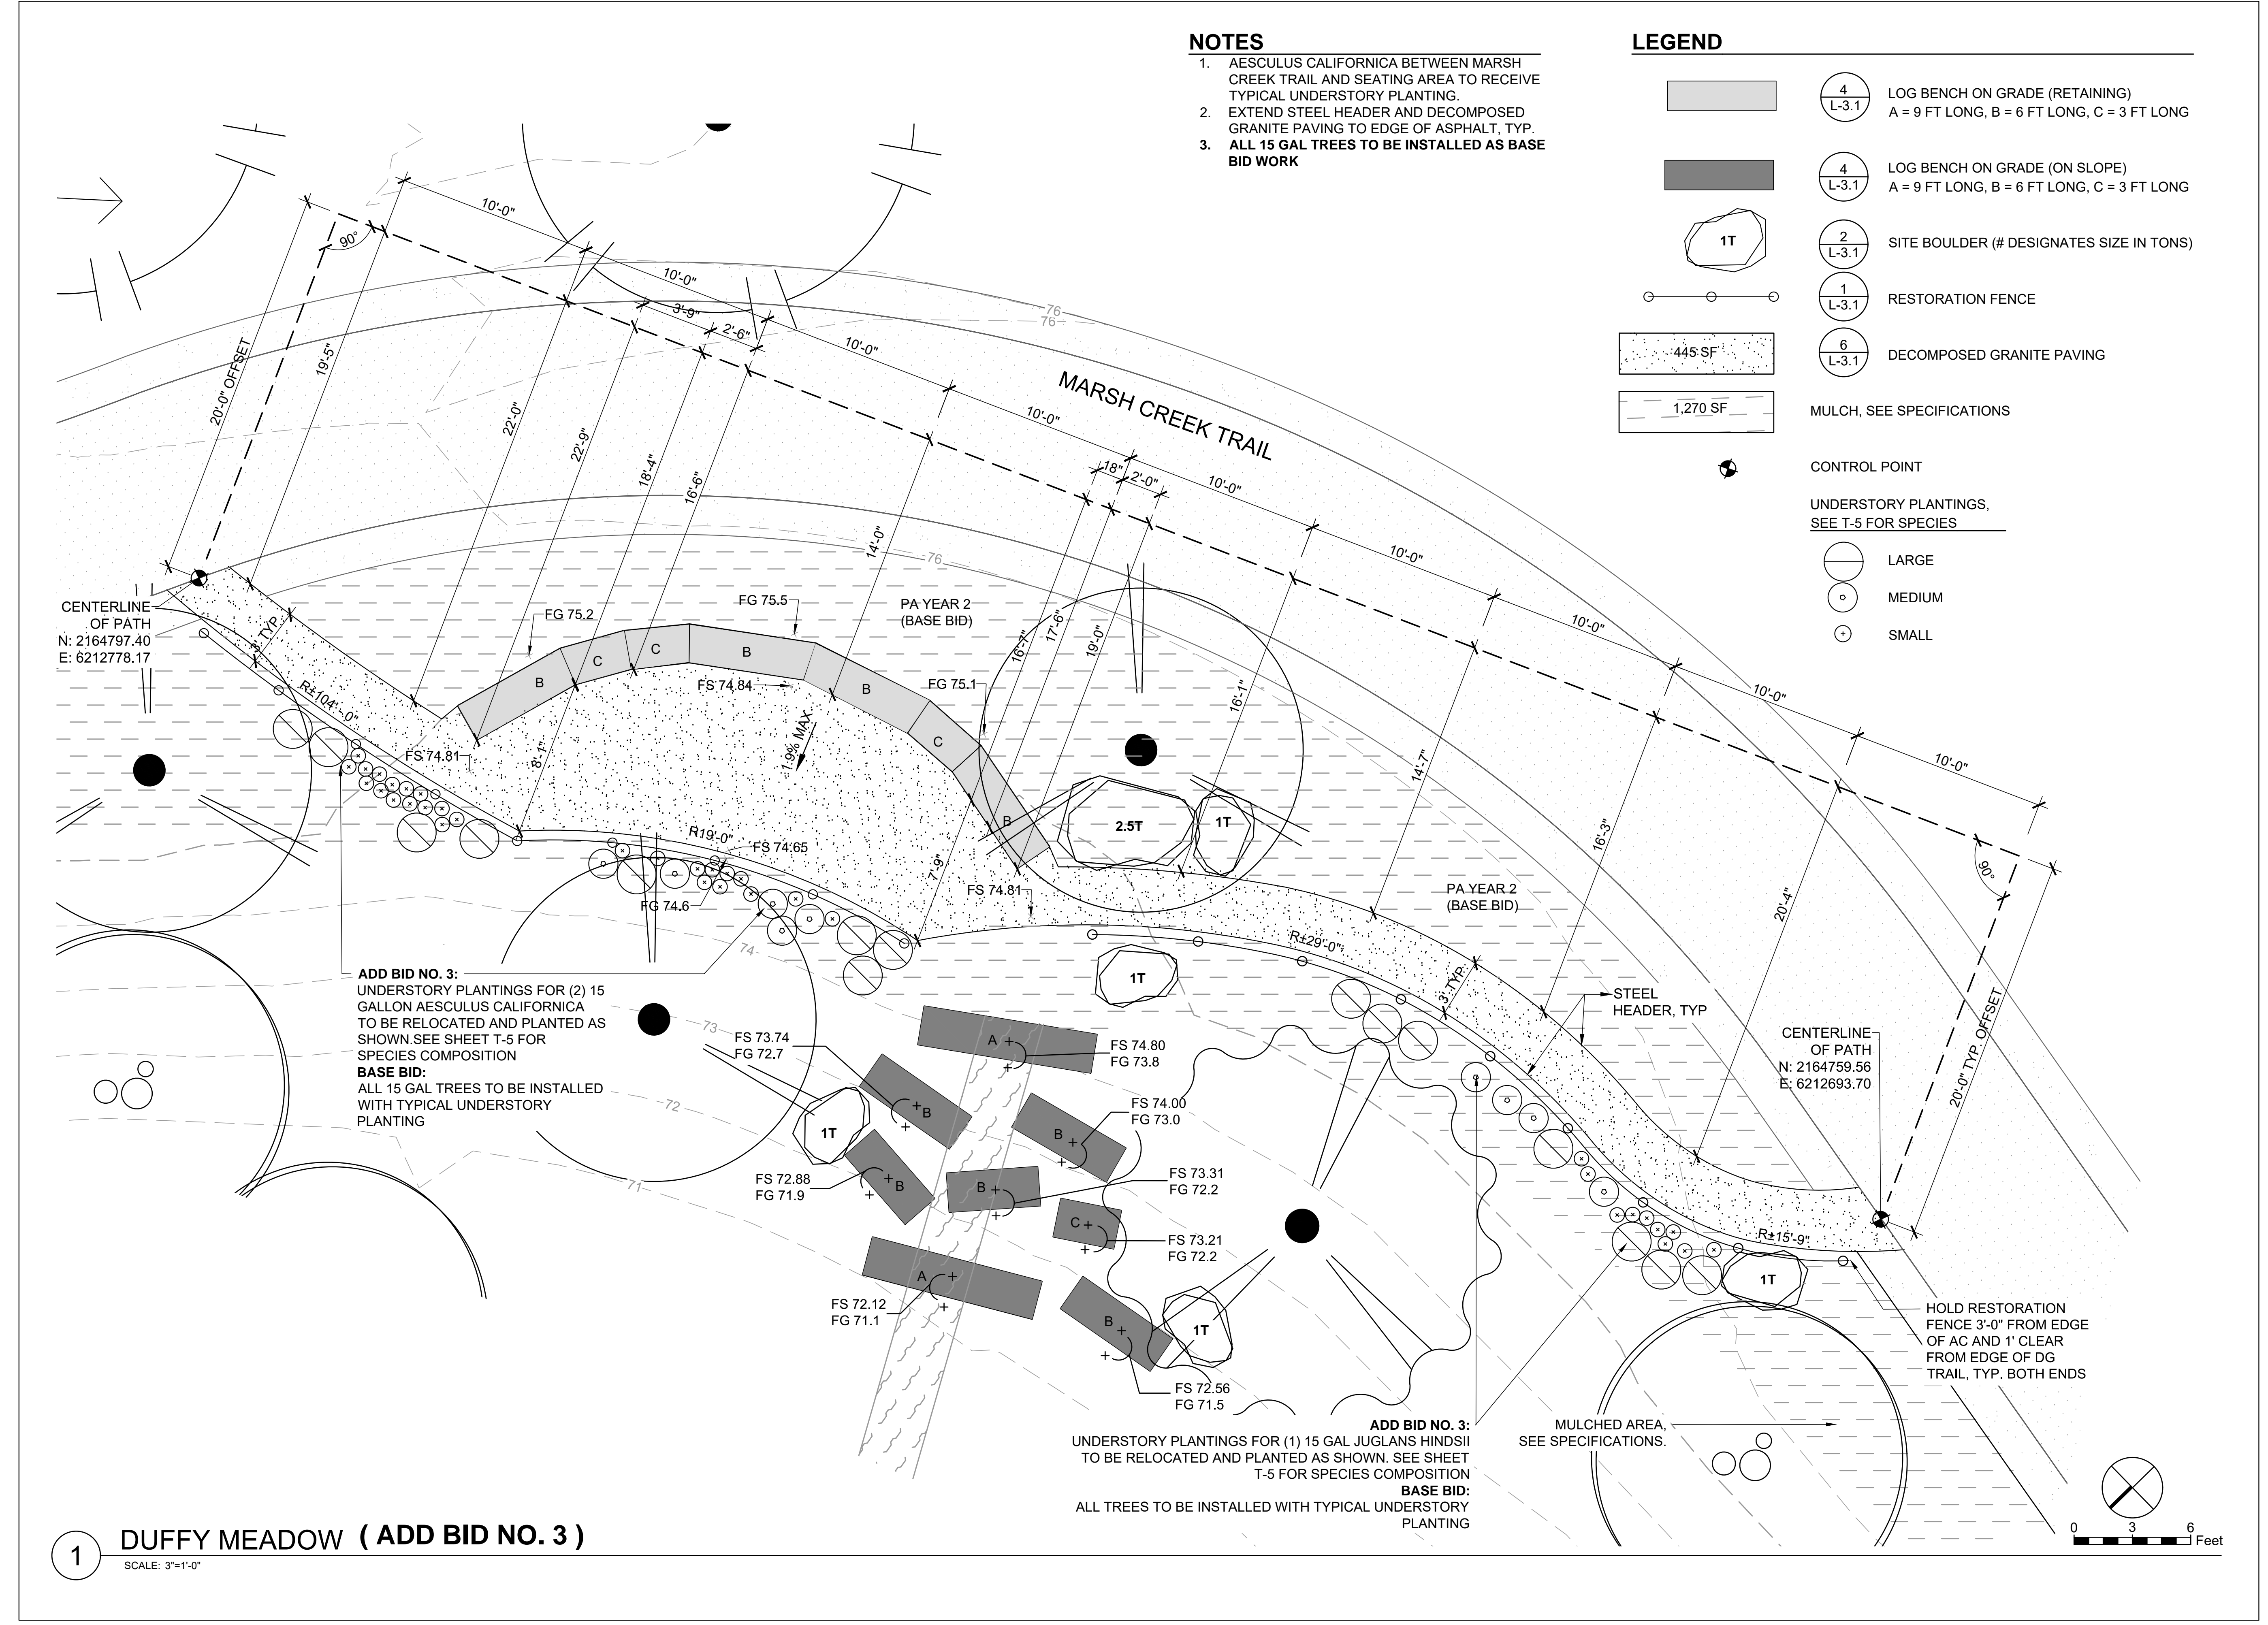 NOTES
1. AESCULUS CALIFORNICA BETWEEN MARSH
CREEK TRAIL AND SEATING AREA TO RECEIVE
TYPICAL UNDERSTORY PLANTING.
2. EXTEND STEEL HEADER AND DECOMPOSED
GRANITE PAVING TO EDGE OF ASPHALT, TYP.
3. ALL 15 GAL TREES TO BE INSTALLED AS BASE
BID WORK
LEGEND
4
L-3.1
LOG BENCH ON GRADE (RETAINING)
A = 9 FT LONG, B = 6 FT LONG, C = 3 FT LONG
4
L-3.1
LOG BENCH ON GRADE (ON SLOPE)
A = 9 FT LONG, B = 6 FT LONG, C = 3 FT LONG
1T
2
L-3.1
SITE BOULDER (# DESIGNATES SIZE IN TONS)
1
L-3.1
RESTORATION FENCE
445 SF
6
L-3.1
DECOMPOSED GRANITE PAVING
1,270 SF
MULCH, SEE SPECIFICATIONS
CONTROL POINT
UNDERSTORY PLANTINGS,
SEE T-5 FOR SPECIES
LARGE
MEDIUM
SMALL
90°
10'-0"
10'-0"
3'-9"
2'-6"
10'-0"
10'-0"
18"
2'-0"
10'-0"
10'-0"
10'-0"
10'-0"
10'-0"
90°
76
76
76
MARSH CREEK TRAIL
20'-0" OFFSET
19'-5"
22'-0"
22'-9"
18'-4"
16'-6"
14'-0"
16'-7"
17'-6"
19'-0"
16'-1"
14'-7"
16'-3"
20'-4"
20'-0" TYP. OFFSET
CENTERLINE
OF PATH
N: 2164797.40
E: 6212778.17
3' TYP
R±104'-0"
FG 75.2
FG 75.5
PA YEAR 2
(BASE BID)
FS 74.84
FG 75.1
B
C
C
B
B
C
B
1.9% MAX
FS 74.81
8'-1"
R19'-0"
FS 74.65
FG 74.6
7'-9"
FS 74.81
2.5T
1T
PA YEAR 2
(BASE BID)
R±29'-0"
3' TYP
1T
STEEL
HEADER, TYP
CENTERLINE
OF PATH
N: 2164759.56
E: 6212693.70
74
73
72
71
ADD BID NO. 3:
UNDERSTORY PLANTINGS FOR (2) 15
GALLON AESCULUS CALIFORNICA
TO BE RELOCATED AND PLANTED AS
SHOWN.SEE SHEET T-5 FOR
SPECIES COMPOSITION
BASE BID:
ALL 15 GAL TREES TO BE INSTALLED
WITH TYPICAL UNDERSTORY
PLANTING
FS 73.74
FG 72.7
A
FS 74.80
FG 73.8
B
B
FS 74.00
FG 73.0
1T
FS 72.88
FG 71.9
B
B
FS 73.31
FG 72.2
C
FS 73.21
FG 72.2
A
FS 72.12
FG 71.1
B
1T
FS 72.56
FG 71.5
R±15'-9"
1T
HOLD RESTORATION
FENCE 3'-0" FROM EDGE
OF AC AND 1' CLEAR
FROM EDGE OF DG
TRAIL, TYP. BOTH ENDS
ADD BID NO. 3:
UNDERSTORY PLANTINGS FOR (1) 15 GAL JUGLANS HINDSII
TO BE RELOCATED AND PLANTED AS SHOWN. SEE SHEET
T-5 FOR SPECIES COMPOSITION
BASE BID:
ALL TREES TO BE INSTALLED WITH TYPICAL UNDERSTORY
PLANTING
MULCHED AREA,
SEE SPECIFICATIONS.
0 3 6
Feet
1
DUFFY MEADOW ( ADD BID NO. 3 )
SCALE: 3"=1'-0"